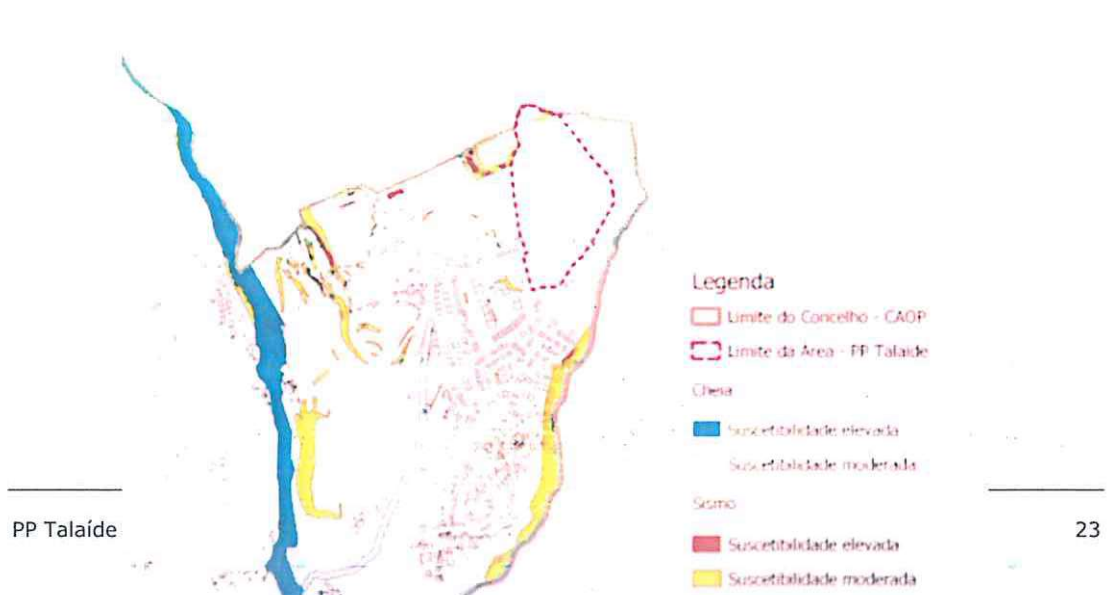 Legenda
Limite do Concelho - CAOP
Limite da Area - PP Talaide
Cheia
Suscetibilidade elevada
Suscetibilidade moderada
Sismo
Suscetibilidade elevada
Suscetibilidade moderada
PP Talaíde
23